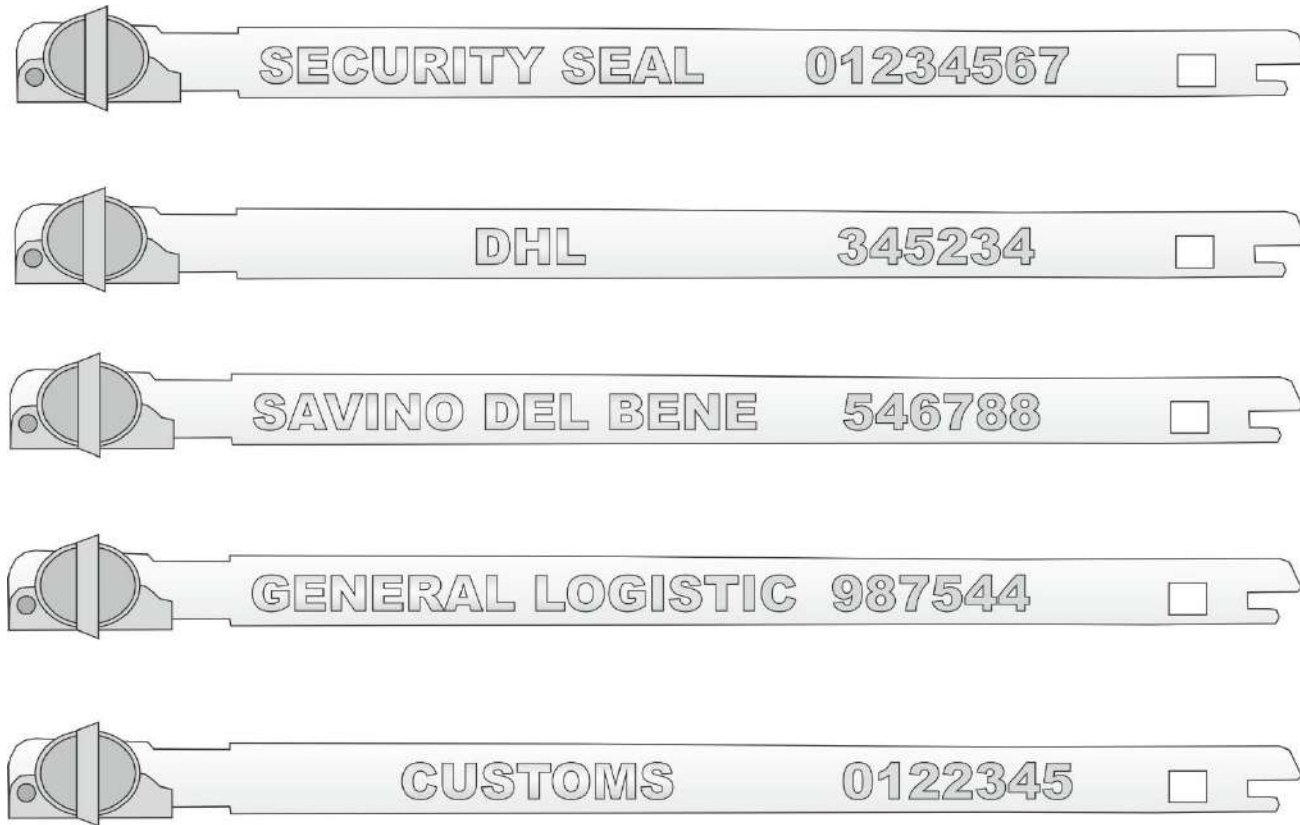 SECURITY SEAL 01234567
DHL 345234
SAVINO DEL BENE 546788
GENERAL LOGISTIC 987544
CUSTOMS 0122345